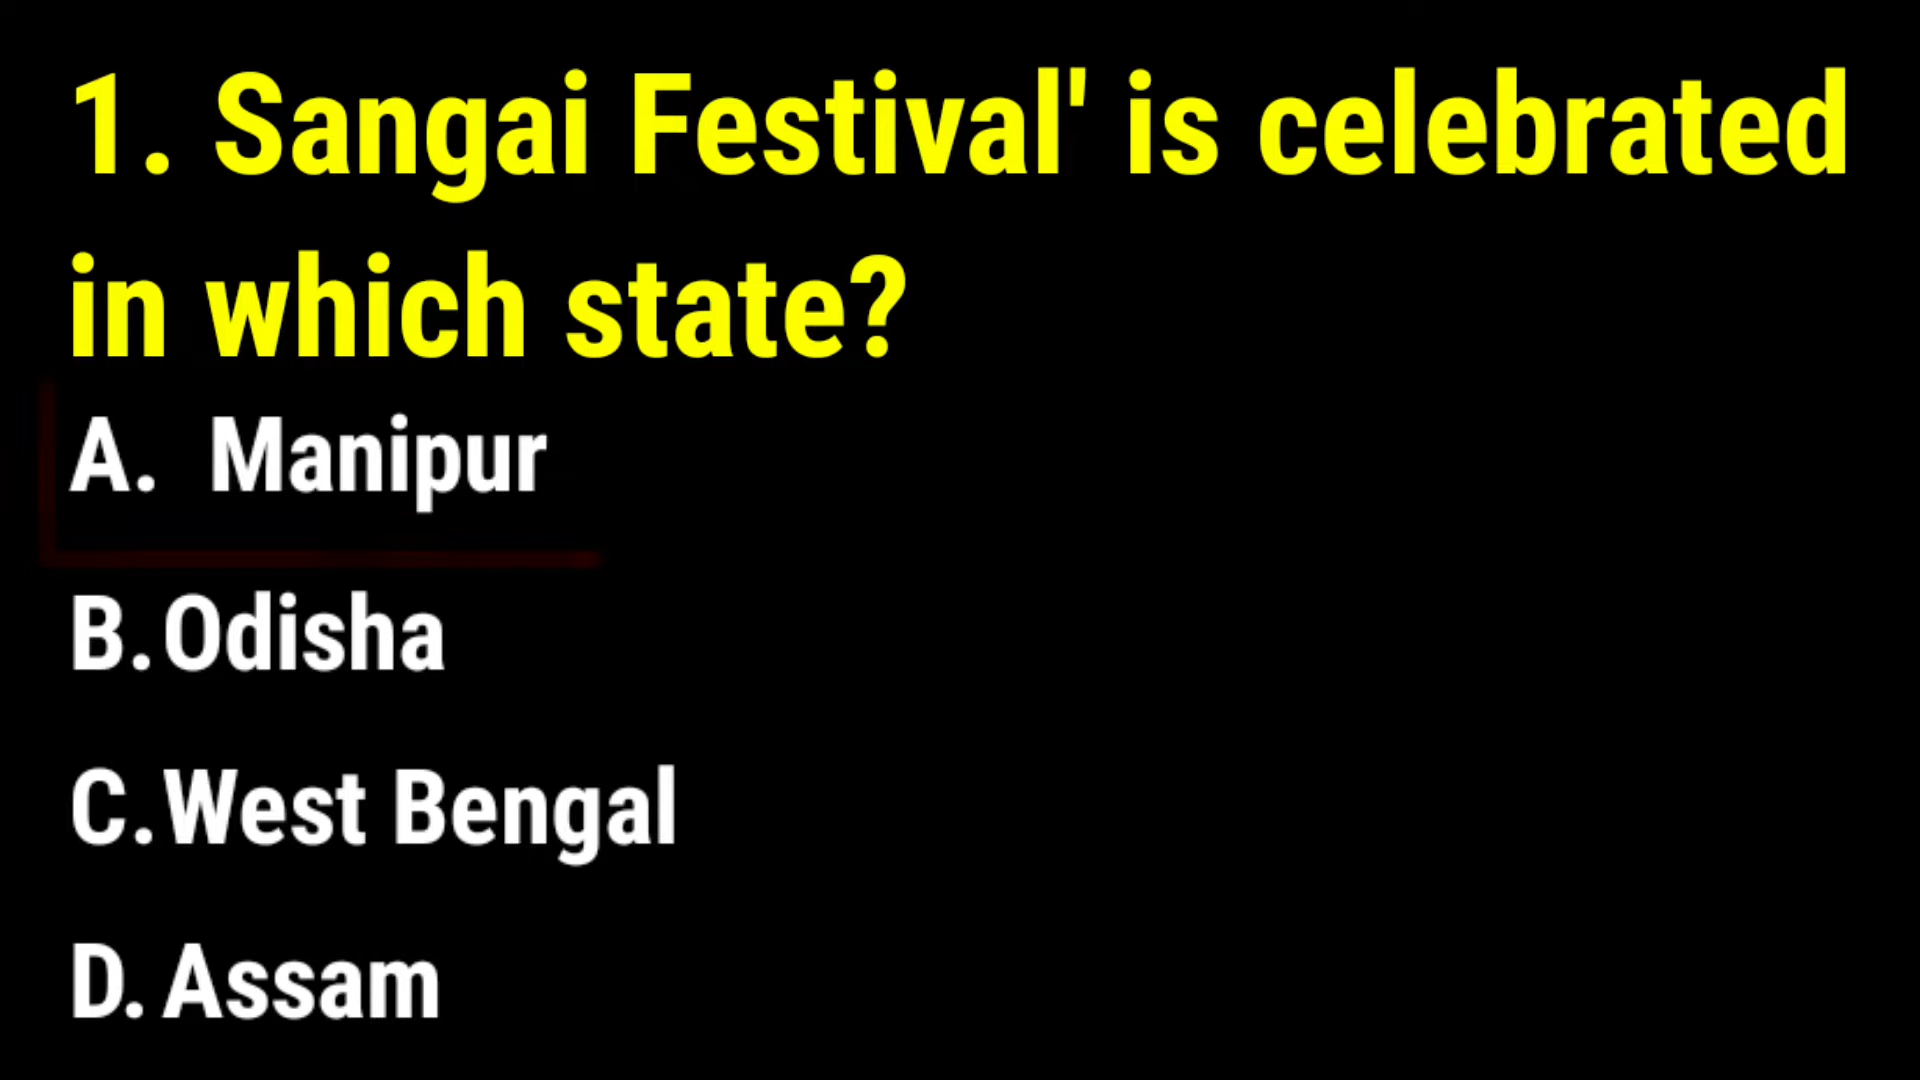 1. Sangai Festival' is celebrated
in which state?
A. Manipur
B. Odisha
C. West Bengal
D. Assam